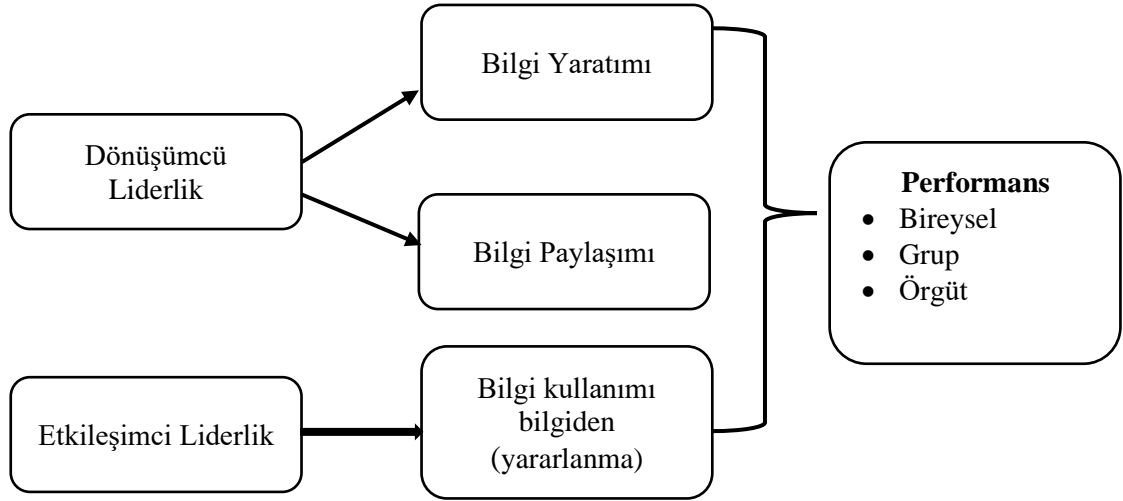 Bilgi Yaratımı
Dönüşümcü
Liderlik
Bilgi Paylaşımı
Performans
• Bireysel
• Grup
• Örgüt
Etkileşimci Liderlik
Bilgi kullanımı
bilgiden
(yararlanma)